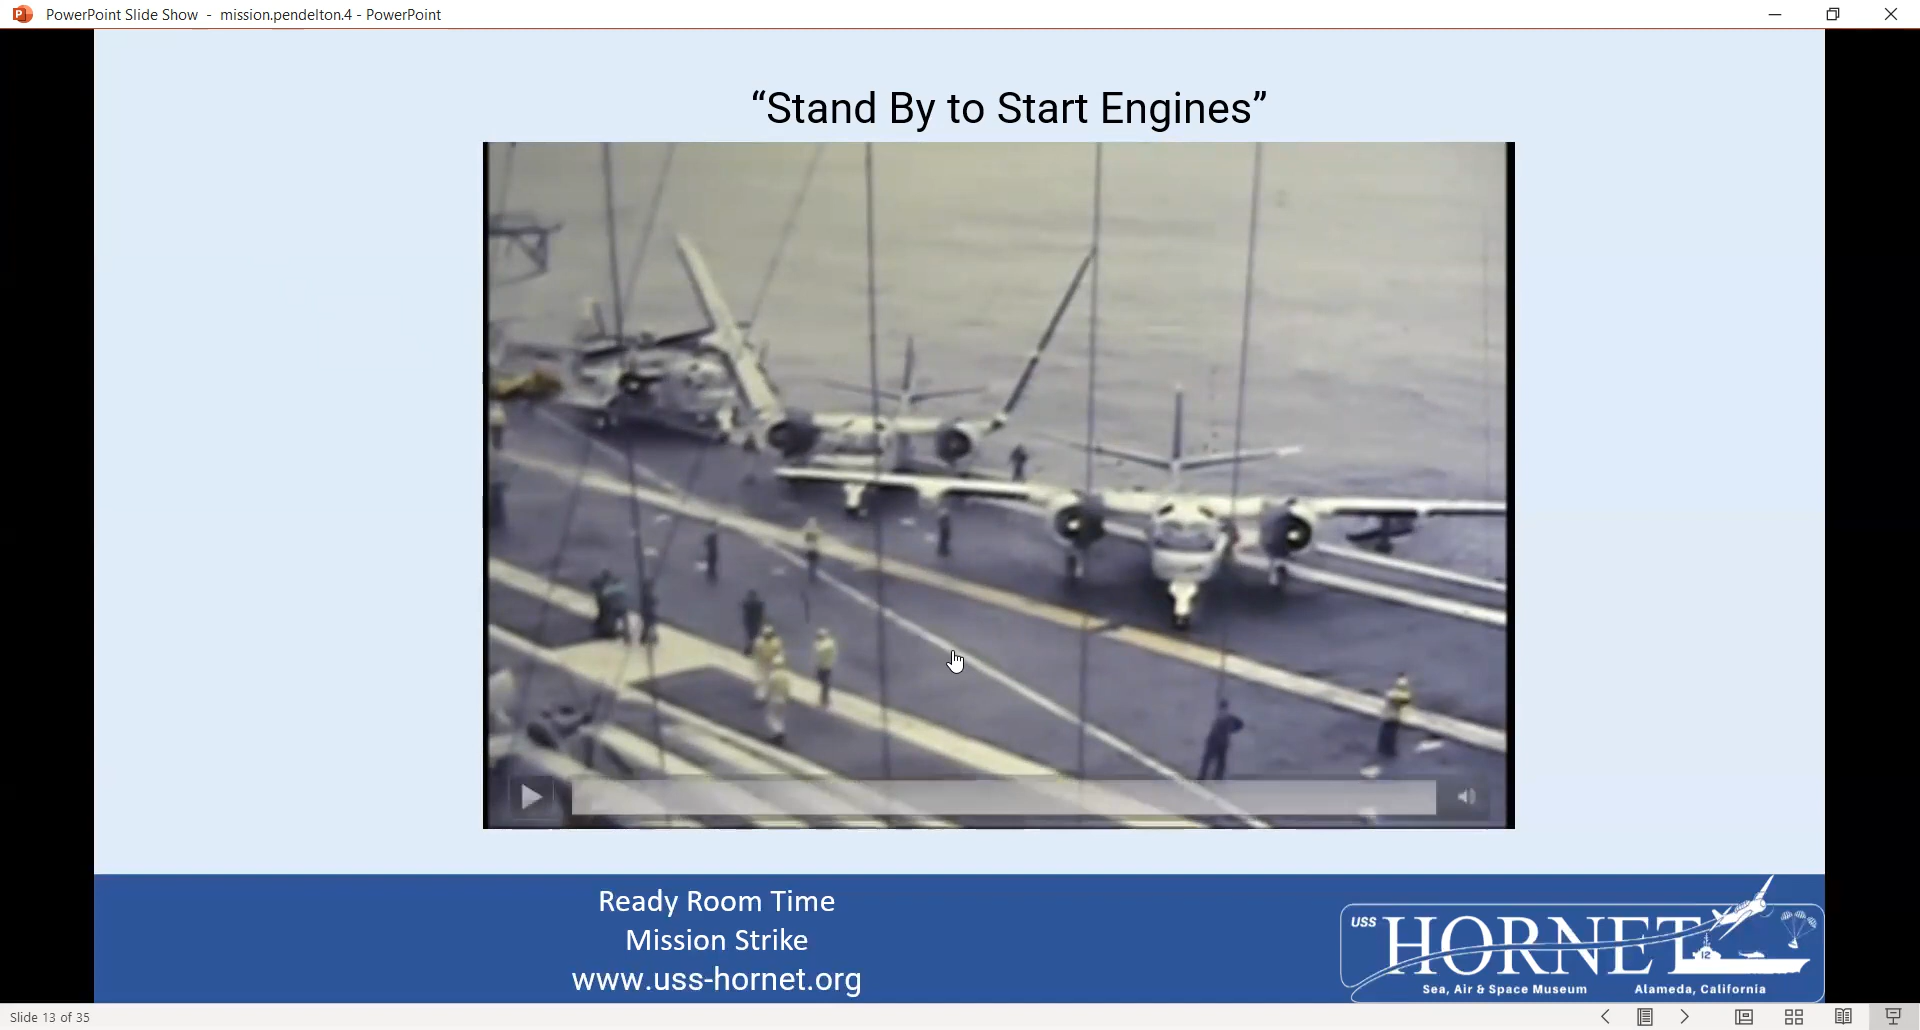 PowerPoint Slide Show - mission.pendelton.4 - PowerPoint
“Stand By to Start Engines”
Ready Room Time
Mission Strike
www.uss-hornet.org
USS HORNET
12
Sea, Air & Space Museum Alameda, California
Slide 13 of 35